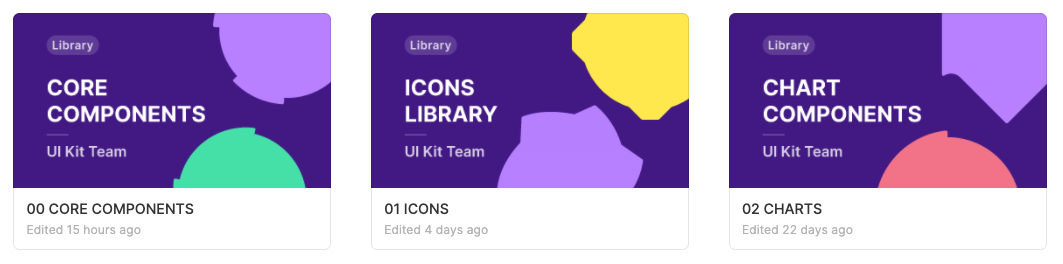 Library
CORE
COMPONENTS
UI Kit Team
00 CORE COMPONENTS
Edited 15 hours ago
Library
ICONS
LIBRARY
UI Kit Team
01 ICONS
Edited 4 days ago
Library
CHART
COMPONENTS
UI Kit Team
02 CHARTS
Edited 22 days ago